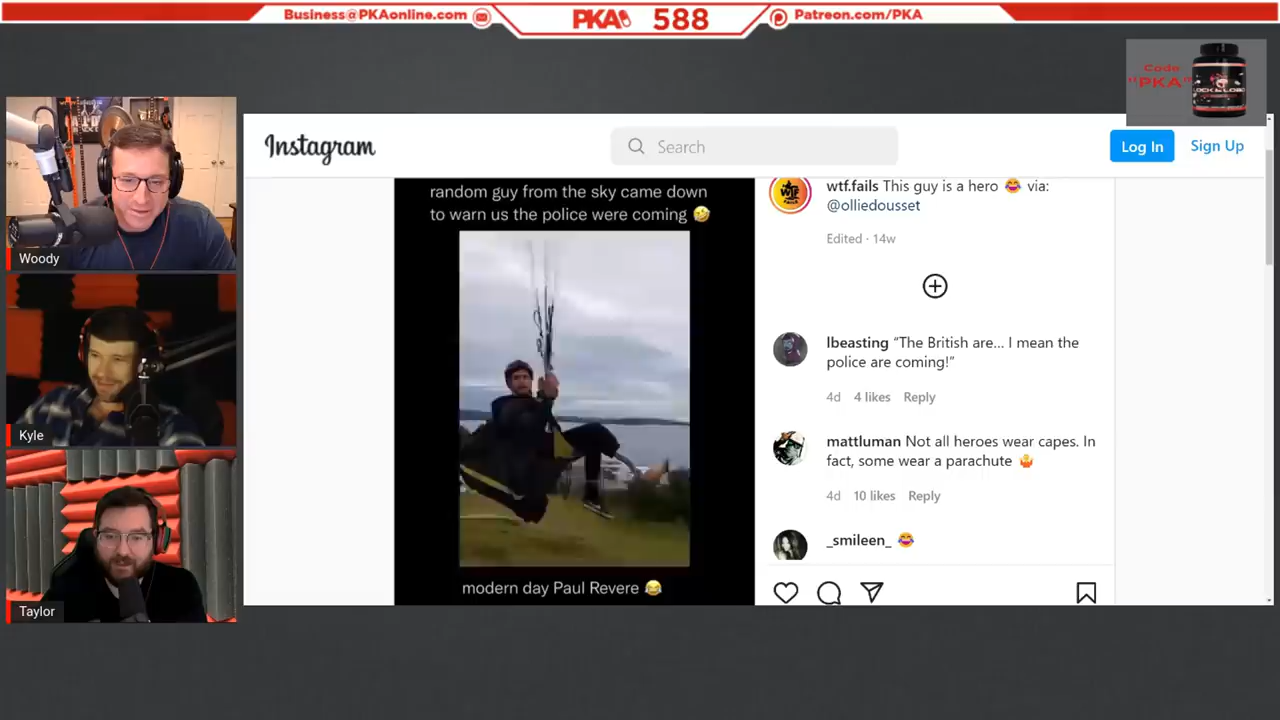 Business@PKAonline.com
PKA 588
Patreon.com/PKA
Code
"PKA"
Woody
Kyle
Taylor
Instagram
Search
Log In
Sign Up
random guy from the sky came down
to warn us the police were coming 🤣
modern day Paul Revere 😂
WTF
FAILS
wtf.fails This guy is a hero 😂 via:
@olliedousset
Edited · 14w
lbeasting “The British are... I mean the
police are coming!”
4d 4 likes Reply
mattluman Not all heroes wear capes. In
fact, some wear a parachute 🤷
4d 10 likes Reply
_smileen_ 😂